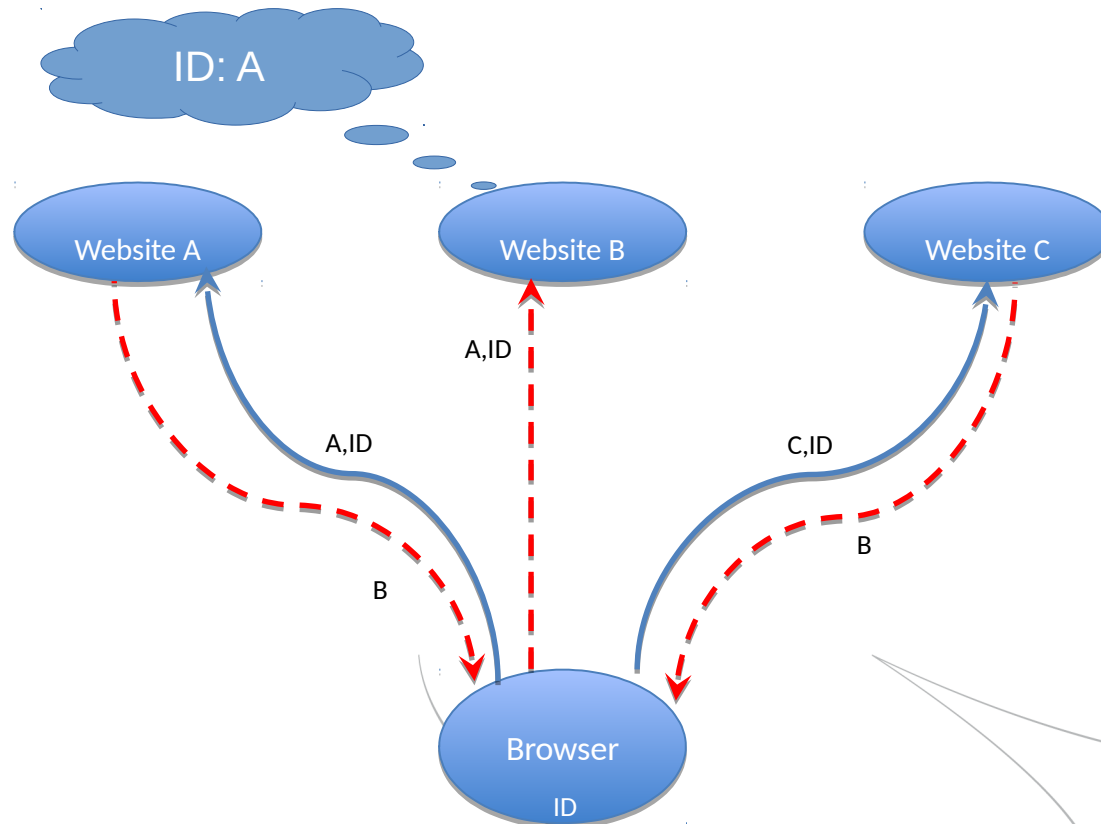 ID: A
Website A
Website B
Website C
A,ID
A,ID
C,ID
B
B
Browser
ID